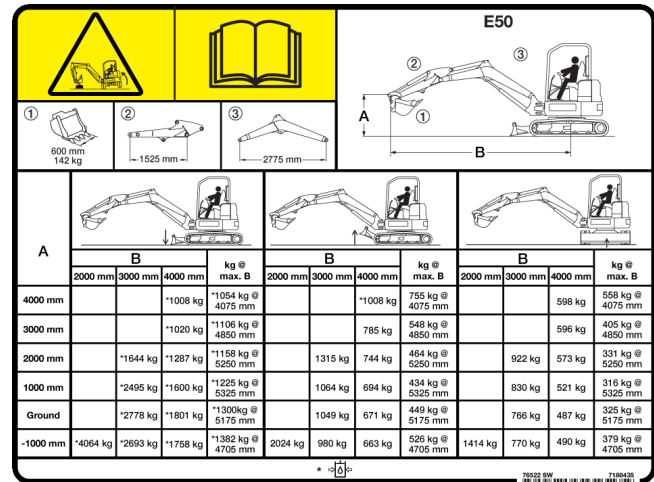 E50
② ③
①
A
B
① 600 mm
142 kg
② 1525 mm
③ 2775 mm
A
B kg @ max. B B kg @ max. B B kg @ max. B
2000 mm 3000 mm 4000 mm 2000 mm 3000 mm 4000 mm 2000 mm 3000 mm 4000 mm
4000 mm *1008 kg *1054 kg @ 4075 mm *1008 kg 755 kg @ 4075 mm 598 kg 558 kg @ 4075 mm
3000 mm *1020 kg *1106 kg @ 4850 mm 785 kg 548 kg @ 4850 mm 596 kg 405 kg @ 4850 mm
2000 mm *1644 kg *1287 kg *1158 kg @ 5250 mm 1315 kg 744 kg 464 kg @ 5250 mm 922 kg 573 kg 331 kg @ 5250 mm
1000 mm *2495 kg *1600 kg *1225 kg @ 5325 mm 1064 kg 694 kg 434 kg @ 5325 mm 830 kg 521 kg 316 kg @ 5325 mm
Ground *2778 kg *1801 kg *1300kg @ 5175 mm 1049 kg 671 kg 449 kg @ 5175 mm 766 kg 487 kg 325 kg @ 5175 mm
-1000 mm *4064 kg *2693 kg *1758 kg *1382 kg @ 4705 mm 2024 kg 980 kg 663 kg 526 kg @ 4705 mm 1414 kg 770 kg 490 kg 379 kg @ 4705 mm
*
76522 SW 7188435